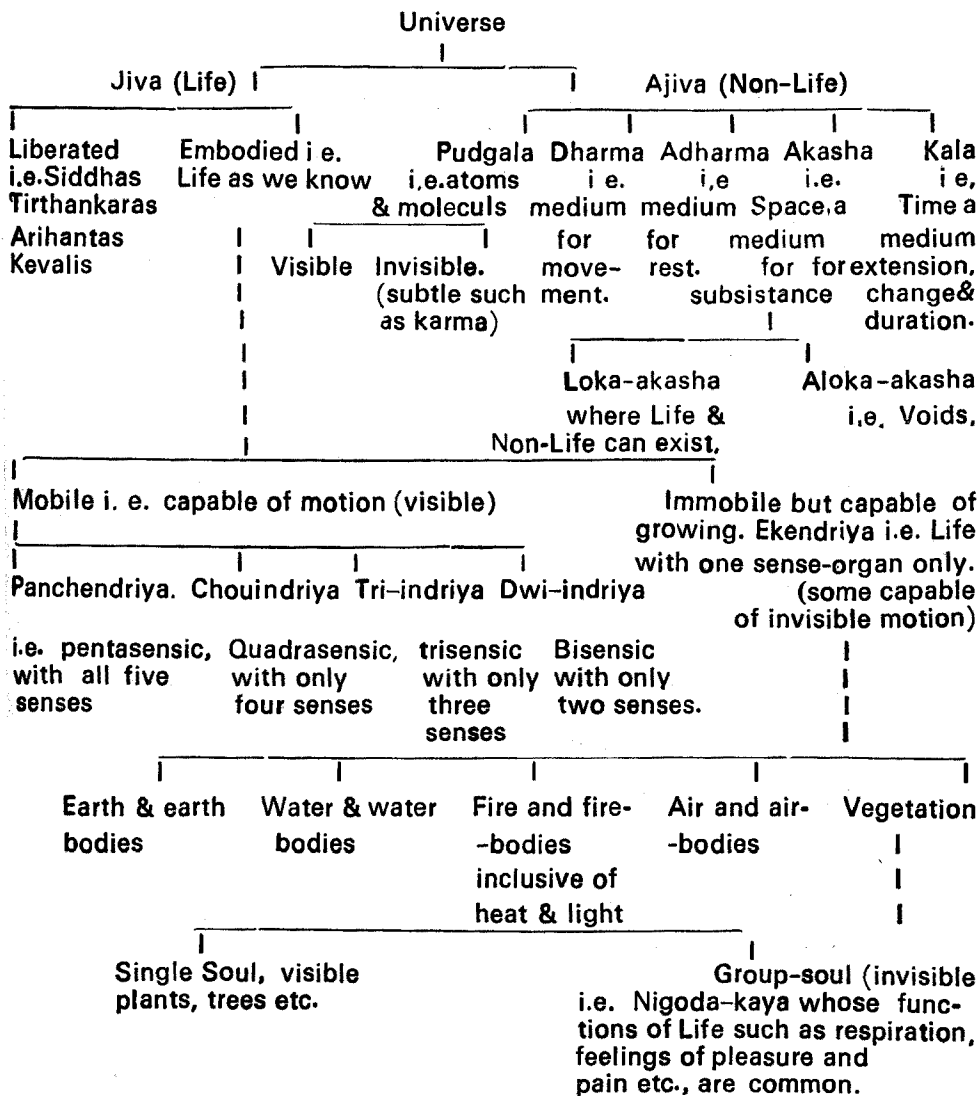 Universe
Jiva (Life) Ajiva (Non-Life)
Liberated Embodied i e. Pudgala Dharma Adharma Akasha Kala
i.e.Siddhas Life as we know i,e.atoms i e. i,e i.e. i e,
Tirthankaras & moleculs medium medium Space,a Time a
Arihantas for for medium medium
Kevalis Visible Invisible. move- rest. for forextension,
(subtle such ment. subsistance change&
as karma) duration.
Loka-akasha Aloka-akasha
where Life & i.e. Voids,
Non-Life can exist,
Mobile i. e. capable of motion (visible) Immobile but capable of
growing. Ekendriya i.e. Life
Panchendriya. Chouindriya Tri-indriya Dwi-indriya with one sense-organ only.
(some capable
of invisible motion)
i.e. pentasensic, Quadrasensic, trisensic Bisensic
with all five with only with only with only
senses four senses three two senses.
senses
Earth & earth Water & water Fire and fire- Air and air- Vegetation
bodies bodies -bodies -bodies
inclusive of
heat & light
Single Soul, visible Group-soul (invisible
plants, trees etc. i.e. Nigoda-kaya whose func-
tions of Life such as respiration,
feelings of pleasure and
pain etc., are common.